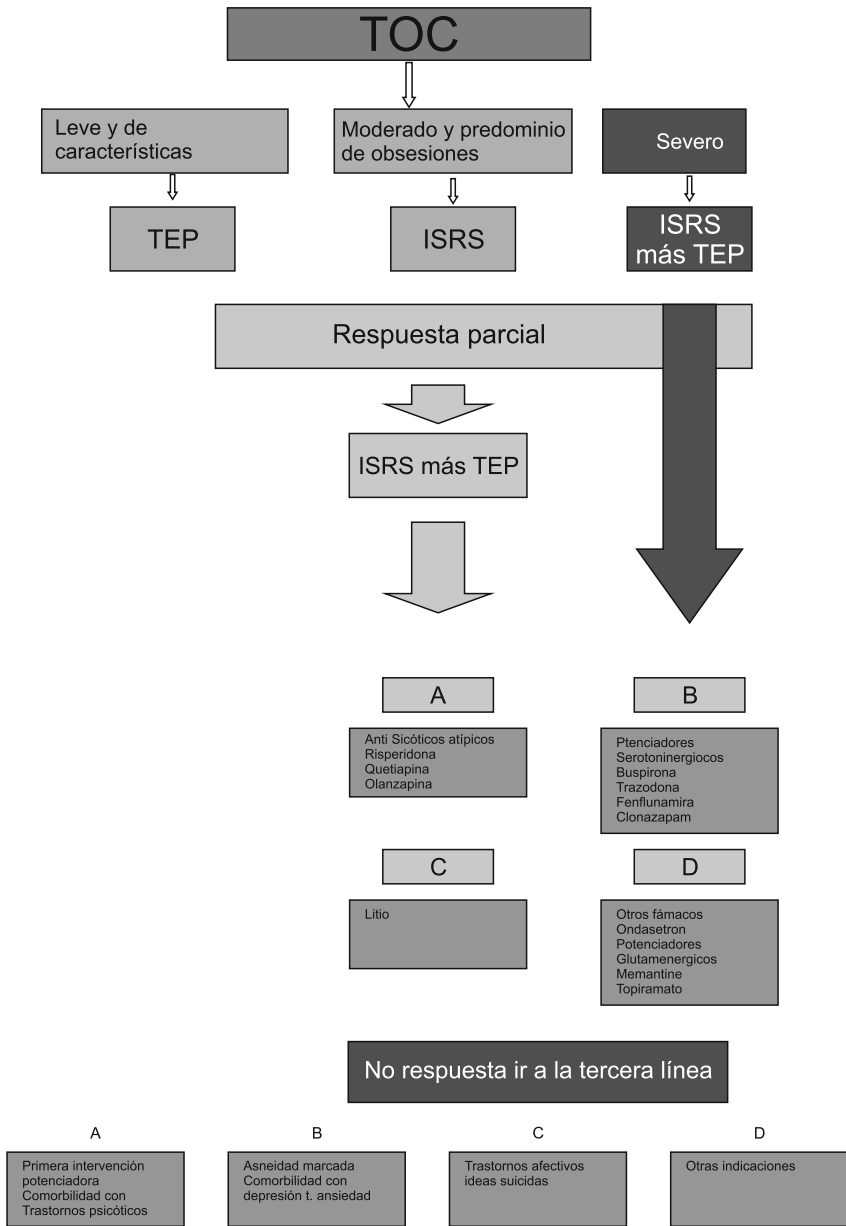 TOC
Leve y de
características
Moderado y predominio
de obsesiones
Severo
TEP
ISRS
ISRS
más TEP
Respuesta parcial
ISRS más TEP
A
Anti Sicóticos atípicos
Risperidona
Quetiapina
Olanzapina
B
Ptenciadores
Serotoninergiocos
Buspirona
Trazodona
Fenflunamira
Clonazapam
C
Litio
D
Otros fámacos
Ondasetron
Potenciadores
Glutamenergicos
Memantine
Topiramato
No respuesta ir a la tercera línea
A
Primera intervención
potenciadora
Comorbilidad con
Trastornos psicóticos
B
Asneidad marcada
Comorbilidad con
depresión t. ansiedad
C
Trastornos afectivos
ideas suicidas
D
Otras indicaciones